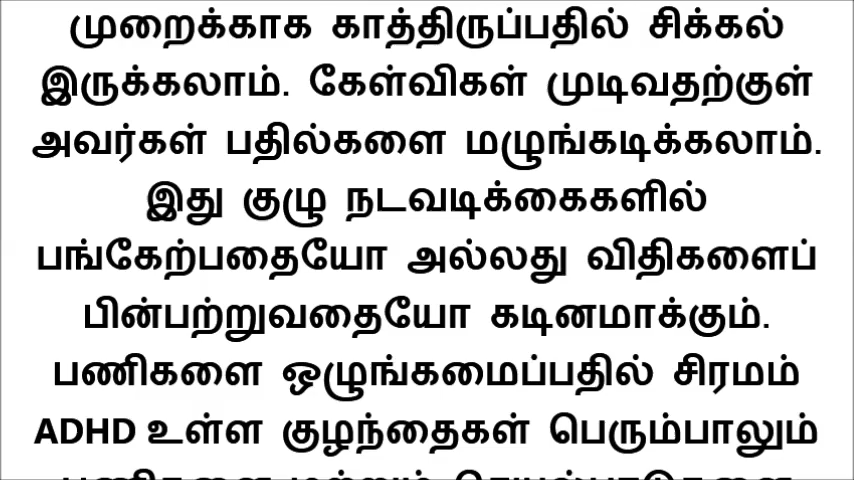 முறைக்காக காத்திருப்பதில் சிக்கல்
இருக்கலாம். கேள்விகள் முடிவதற்குள்
அவர்கள் பதில்களை மழுங்கடிக்கலாம்.
இது குழு நடவடிக்கைகளில்
பங்கேற்பதையோ அல்லது விதிகளைப்
பின்பற்றுவதையோ கடினமாக்கும்.
பணிகளை ஒழுங்கமைப்பதில் சிரமம்
ADHD உள்ள குழந்தைகள் பெரும்பாலும்